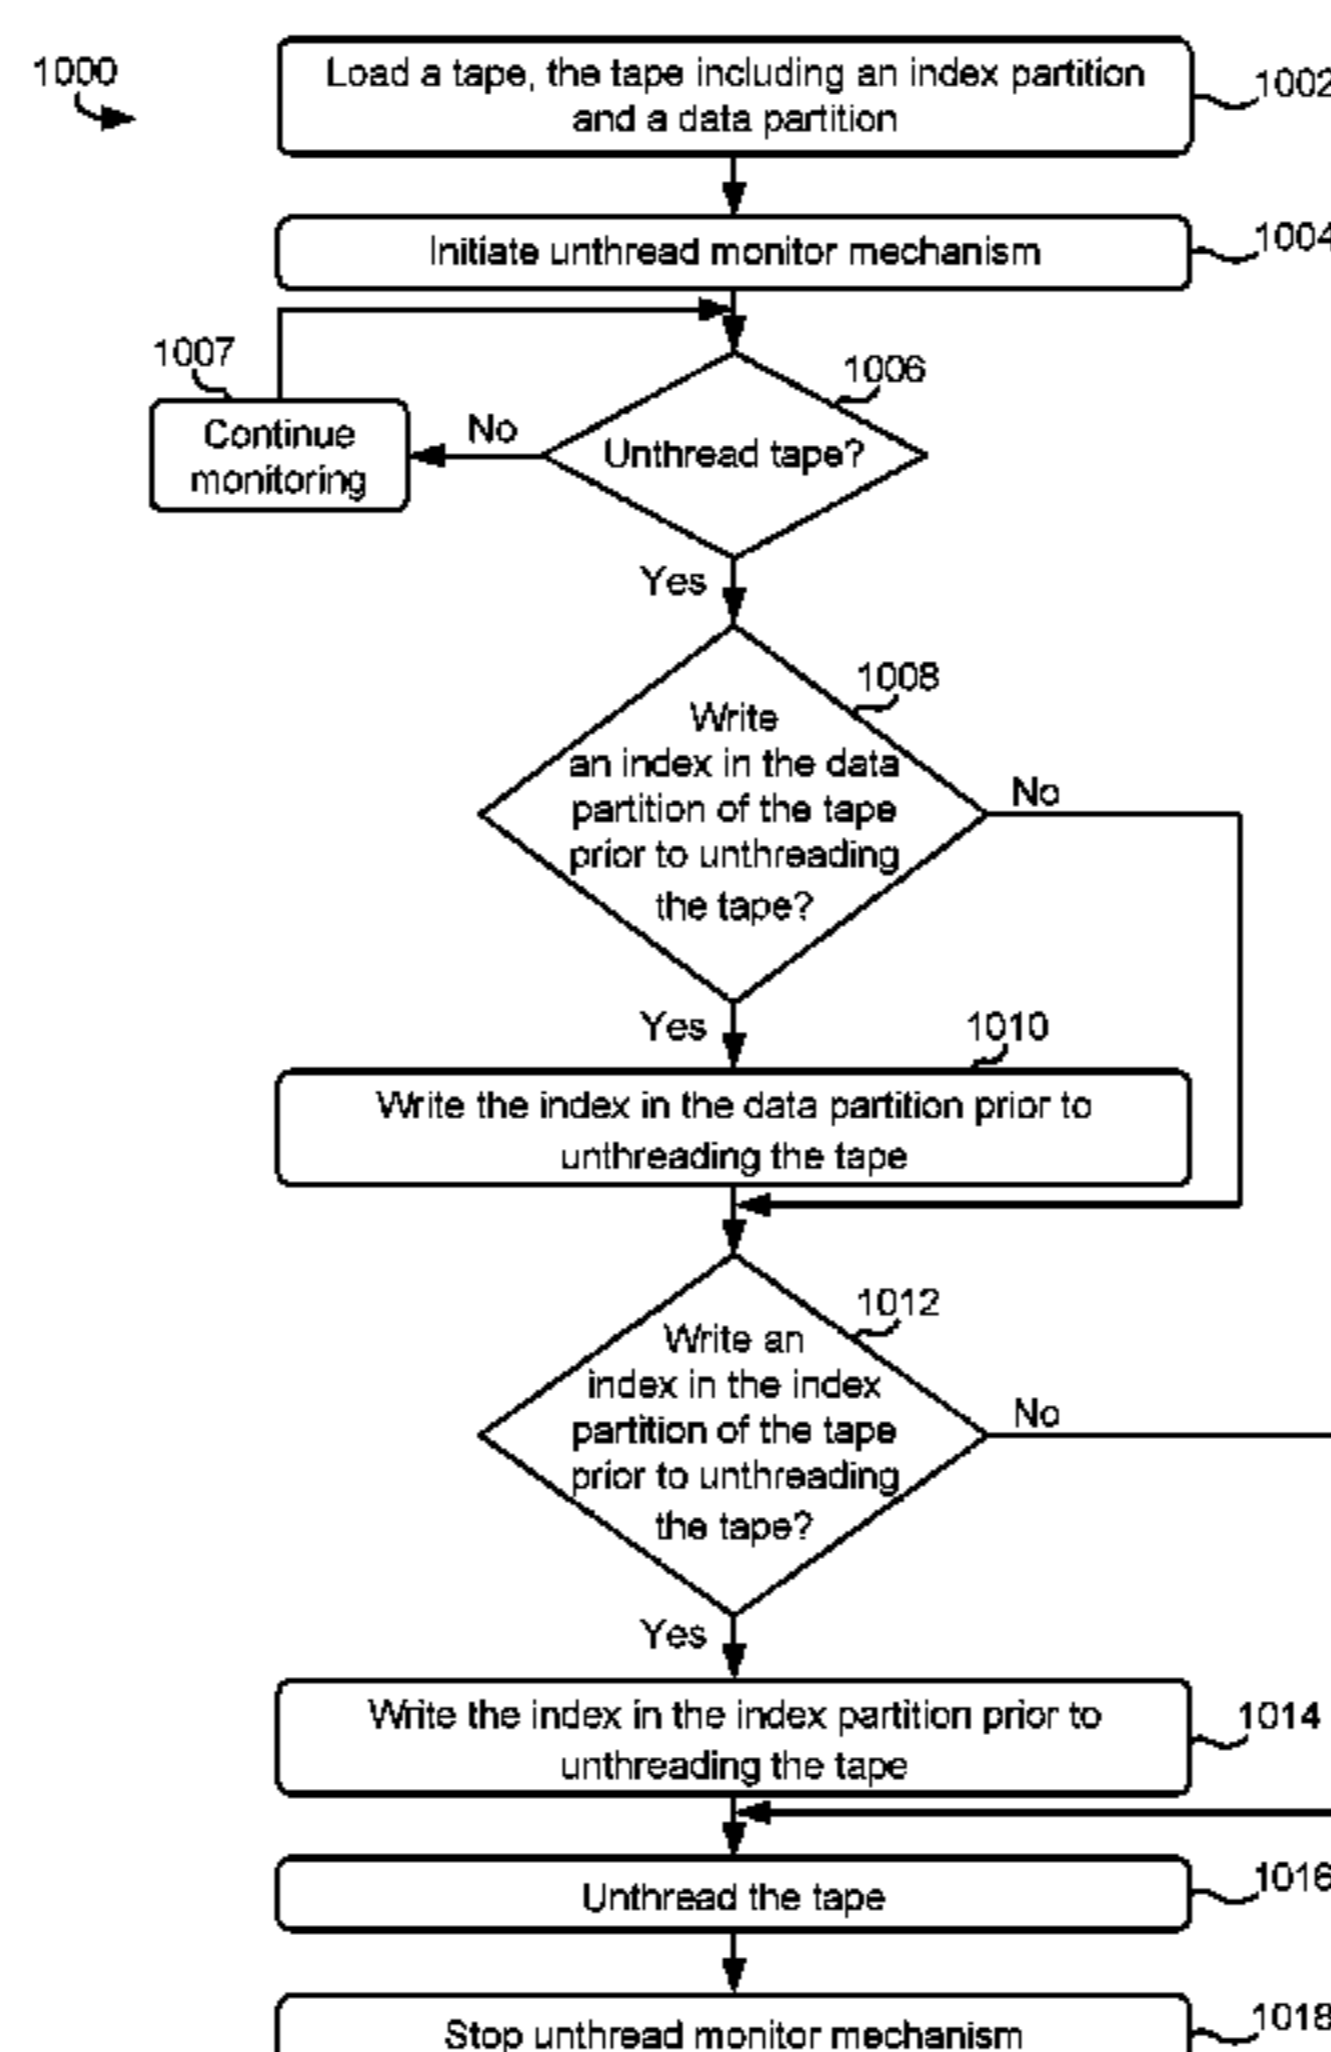 1000
Load a tape, the tape including an index partition
and a data partition
1002
Initiate unthread monitor mechanism
1004
1007
Continue
monitoring
No
1006
Unthread tape?
Yes
1008
Write
an index in the data
partition of the tape
prior to unthreading
the tape?
No
Yes
1010
Write the index in the data partition prior to
unthreading the tape
1012
Write an
index in the index
partition of the tape
prior to unthreading
the tape?
No
Yes
Write the index in the index partition prior to
unthreading the tape
1014
Unthread the tape
1016
Stop unthread monitor mechanism
1018